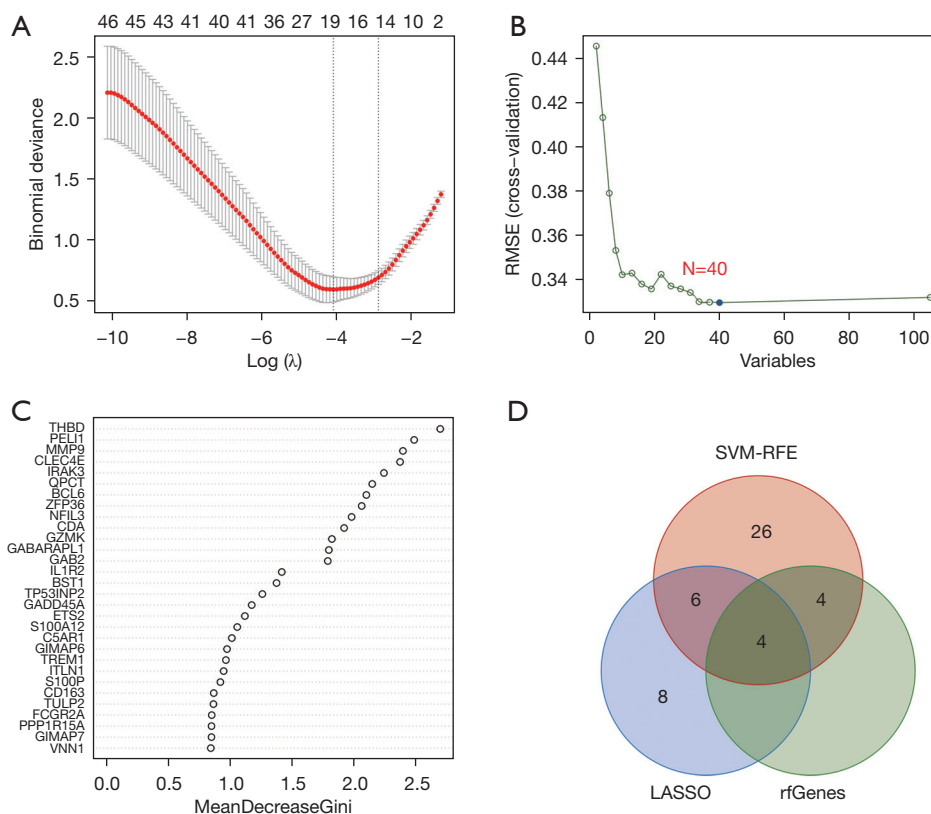 A
46 45 43 41 40 41 36 27 19 16 14 10 2
2.5
2.0
1.5
1.0
0.5
Binomial deviance
−10 −8 −6 −4 −2
Log (λ)
B
0.44
0.42
0.40
0.38
0.36
0.34
RMSE (cross−validation)
N=40
0 20 40 60 80 100
Variables
C
THBD
PELI1
MMP9
CLEC4E
IRAK3
QPCT
BCL6
ZFP36
NFIL3
CDA
GZMK
GABARAPL1
GAB2
IL1R2
BST1
TP53INP2
GADD45A
ETS2
S100A12
C5AR1
GIMAP6
TREM1
ITLN1
S100P
CD163
TULP2
FCGR2A
PPP1R15A
GIMAP7
VNN1
0.0 0.5 1.0 1.5 2.0 2.5
MeanDecreaseGini
D
SVM-RFE
26
6 4
4
8
LASSO rfGenes